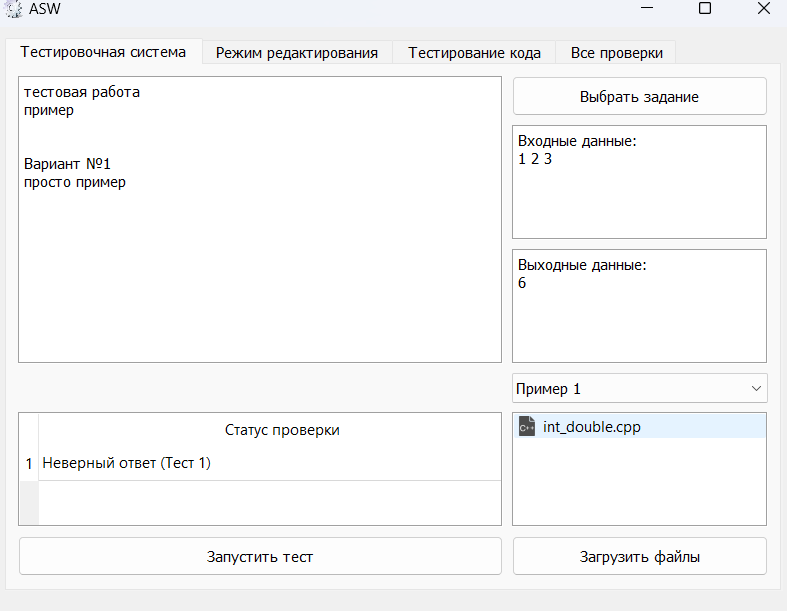 ASW
Тестировочная система
Режим редактирования
Тестирование кода
Все проверки
тестовая работа
пример
Вариант №1
просто пример
Выбрать задание
Входные данные:
1 2 3
Выходные данные:
6
Пример 1
Статус проверки
1 Неверный ответ (Тест 1)
C++ int_double.cpp
Запустить тест
Загрузить файлы